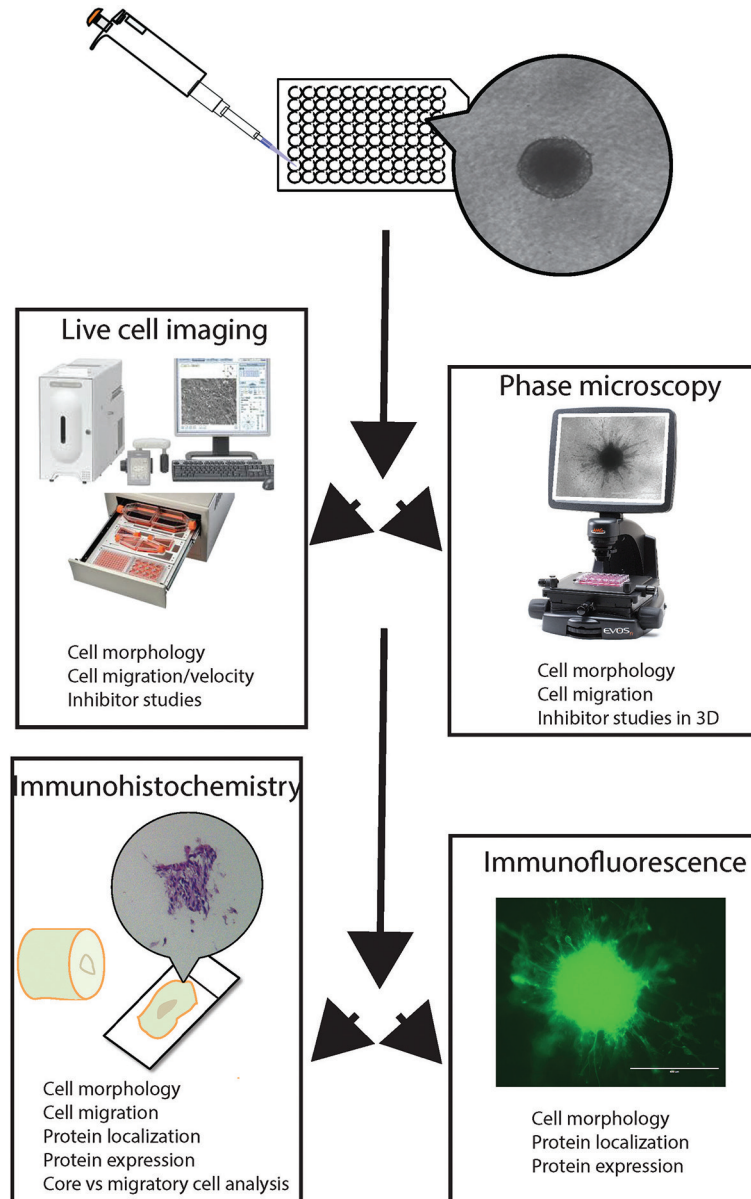 Live cell imaging
Cell morphology
Cell migration/velocity
Inhibitor studies
Phase microscopy
EVOS
Cell morphology
Cell migration
Inhibitor studies in 3D
Immunohistochemistry
Cell morphology
Cell migration
Protein localization
Protein expression
Core vs migratory cell analysis
Immunofluorescence
Cell morphology
Protein localization
Protein expression